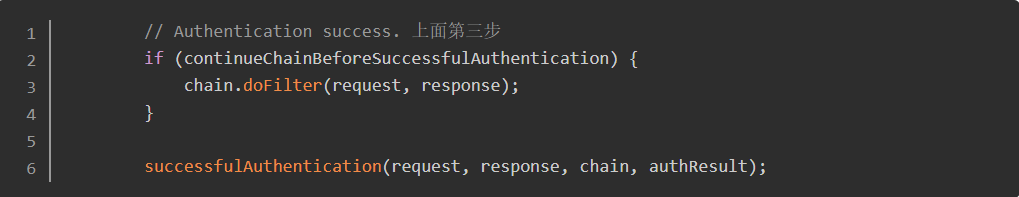 1 // Authentication success. 上面第三步
2 if (continueChainBeforeSuccessfulAuthentication) {
3 chain.doFilter(request, response);
4 }
5
6 successfulAuthentication(request, response, chain, authResult);